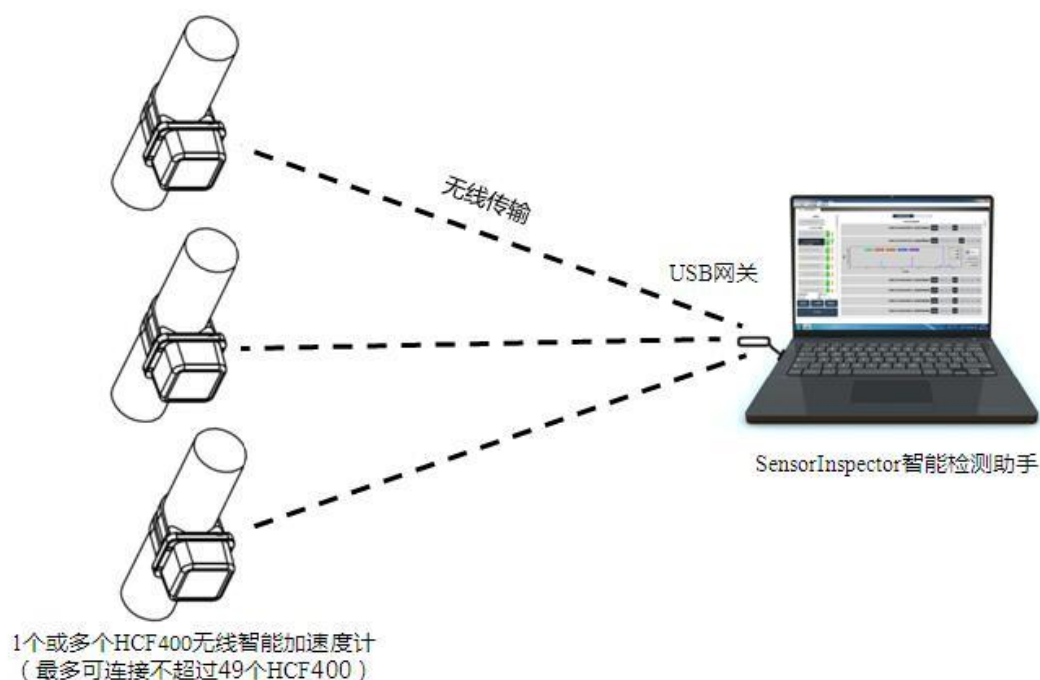 无线传输
USB网关
SensorInspector智能检测助手
1个或多个HCF400无线智能加速度计
（最多可连接不超过49个HCF400）